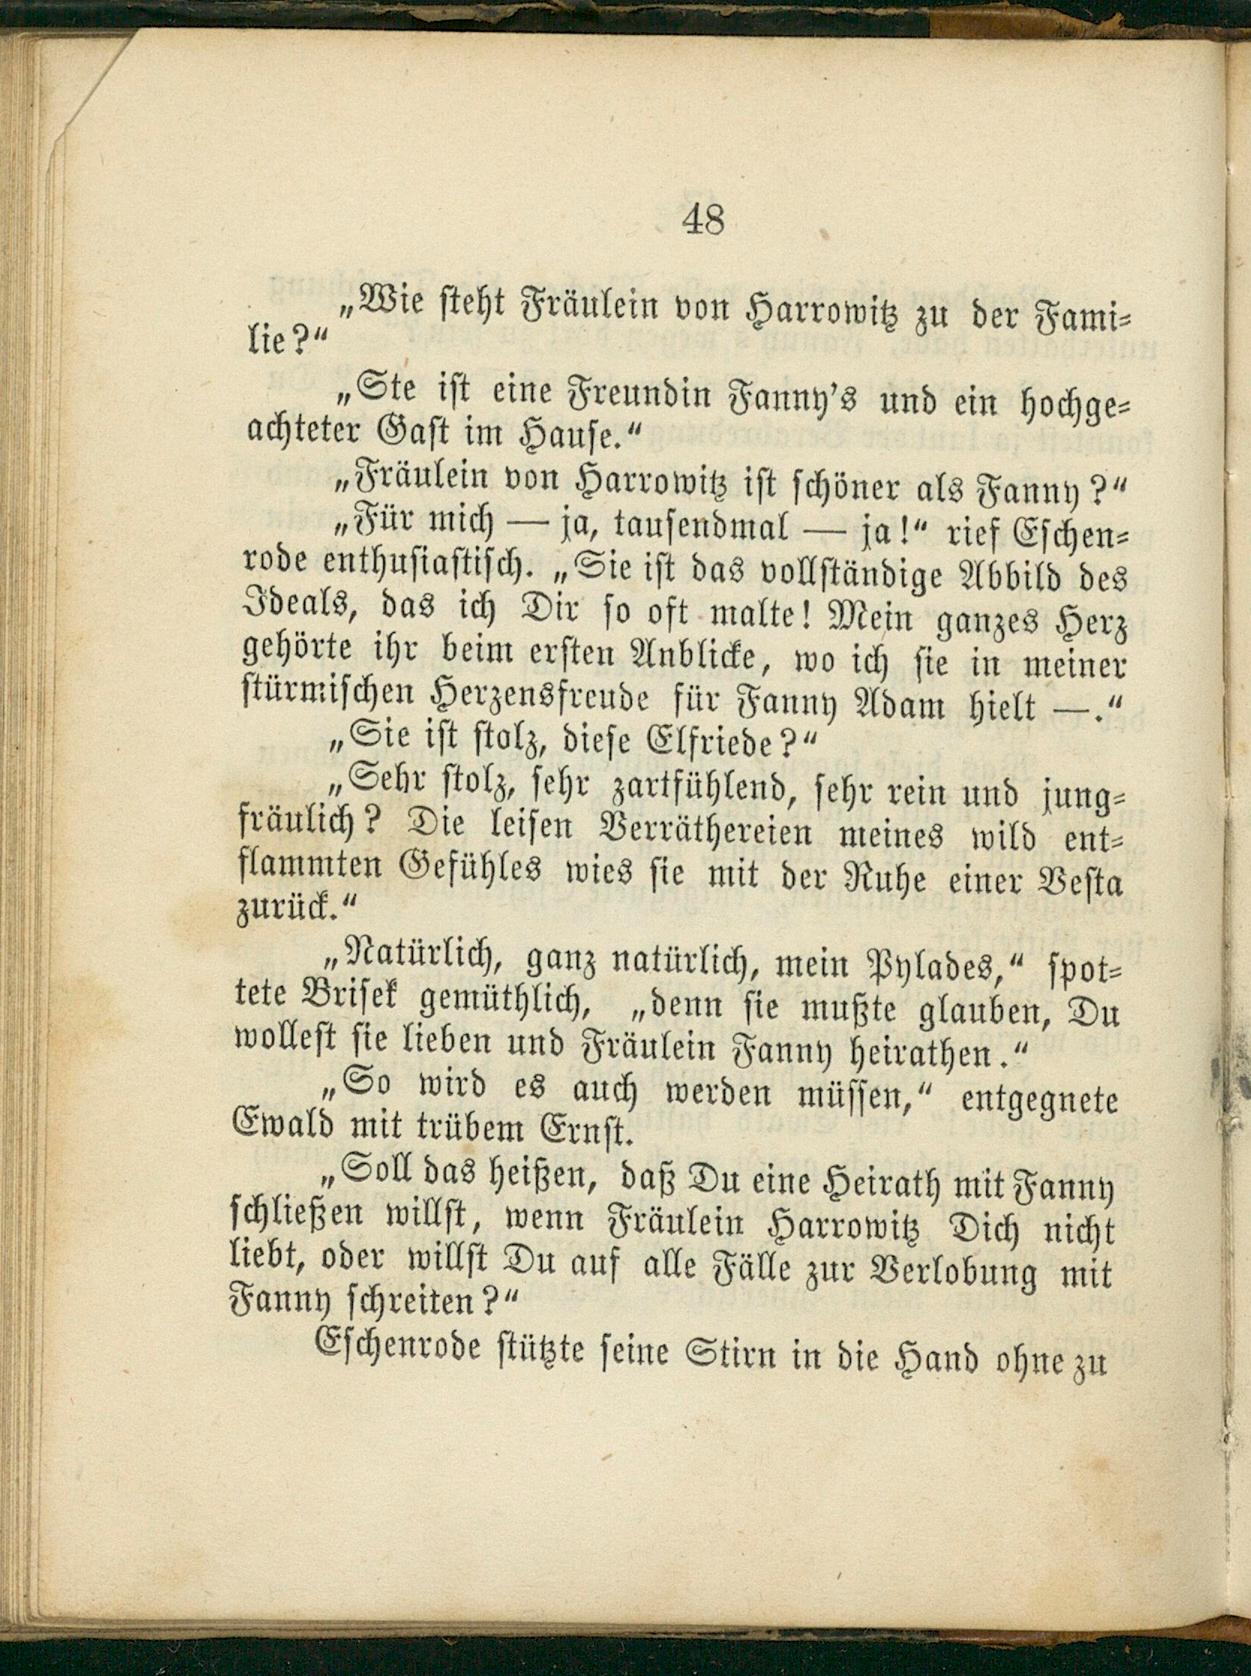 48
„Wie steht Fräulein von Harrowitz zu der Fami-
lie?“
„Ste ist eine Freundin Fanny's und ein hochge-
achteter Gast im Hause.“
„Fräulein von Harrowitz ist schöner als Fanny?“
„Für mich — ja, tausendmal — ja!“ rief Eschen-
rode enthusiastisch. „Sie ist das vollständige Abbild des
Ideals, das ich Dir so oft malte! Mein ganzes Herz
gehörte ihr beim ersten Anblicke, wo ich sie in meiner
stürmischen Herzensfreude für Fanny Adam hielt —.“
„Sie ist stolz, diese Elfriede?“
„Sehr stolz, sehr zartfühlend, sehr rein und jung-
fräulich? Die leisen Verräthereien meines wild ent-
flammten Gefühles wies sie mit der Ruhe einer Vesta
zurück.“
„Natürlich, ganz natürlich, mein Pylades,“ spot-
tete Brisek gemüthlich, „denn sie mußte glauben, Du
wollest sie lieben und Fräulein Fanny heirathen.“
„So wird es auch werden müssen,“ entgegnete
Ewald mit trübem Ernst.
„Soll das heißen, daß Du eine Heirath mit Fanny
schließen willst, wenn Fräulein Harrowitz Dich nicht
liebt, oder willst Du auf alle Fälle zur Verlobung mit
Fanny schreiten?“
Eschenrode stützte seine Stirn in die Hand ohne zu